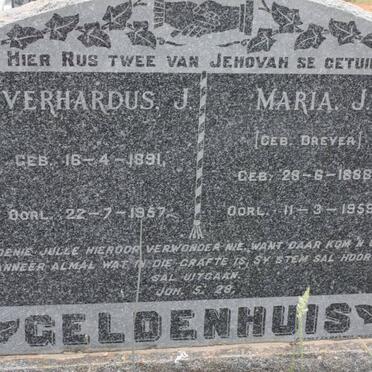 HIER RUS TWEE VAN JEHOVAH SE GETUI
VERHARDUS. J.
GEB. 16-4-1891,
OORL. 22-7-1957.
MARIA. J.
(GEB. DREYER)
GEB. 28-6-1888
OORL. 11-3-1959
OENIE JULLE HIEROOR VERWONDER NIE, WANT DAAR KOM 'N
ANNEER ALMAL WAT IN DIE GRAFTE IS, SY STEM SAL HOOR
SAL UITGAAN.
JOH. 5. 28,
GELDENHUIS